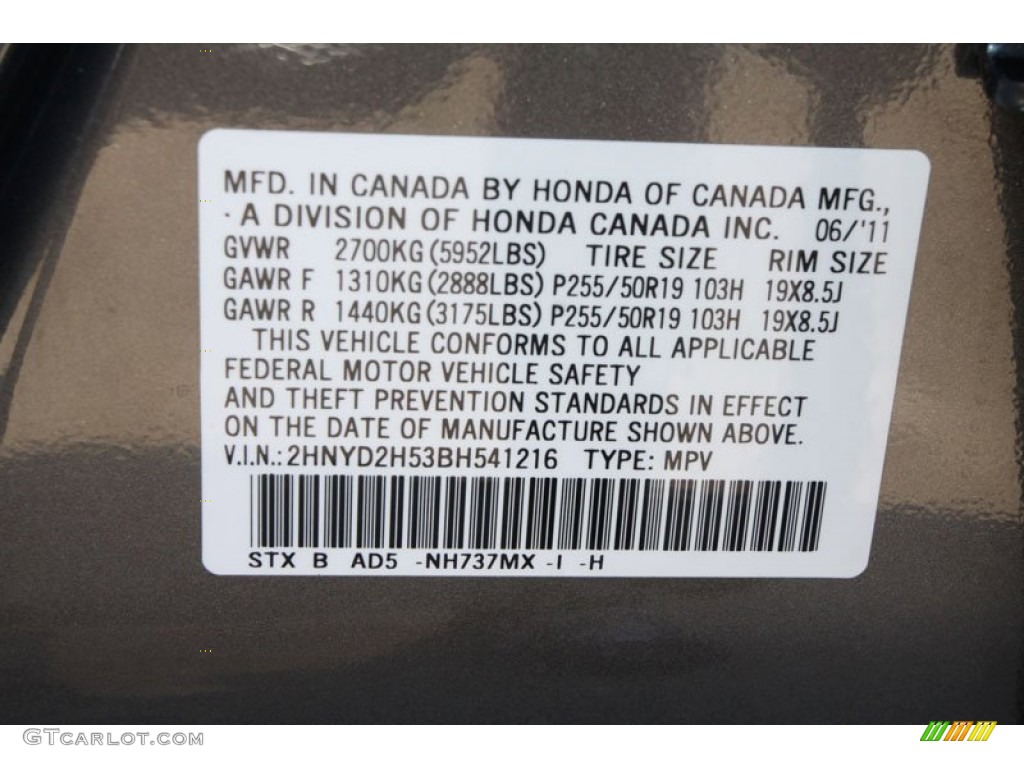 MFD. IN CANADA BY HONDA OF CANADA MFG.,
· A DIVISION OF HONDA CANADA INC. 06/'11
GVWR 2700KG (5952LBS) TIRE SIZE RIM SIZE
GAWR F 1310KG (2888LBS) P255/50R19 103H 19X8.5J
GAWR R 1440KG (3175LBS) P255/50R19 103H 19X8.5J
THIS VEHICLE CONFORMS TO ALL APPLICABLE
FEDERAL MOTOR VEHICLE SAFETY
AND THEFT PREVENTION STANDARDS IN EFFECT
ON THE DATE OF MANUFACTURE SHOWN ABOVE.
V.I.N.: 2HNYD2H53BH541216 TYPE: MPV
STX B AD5 -NH737MX -I -H
GTCARLOT.COM